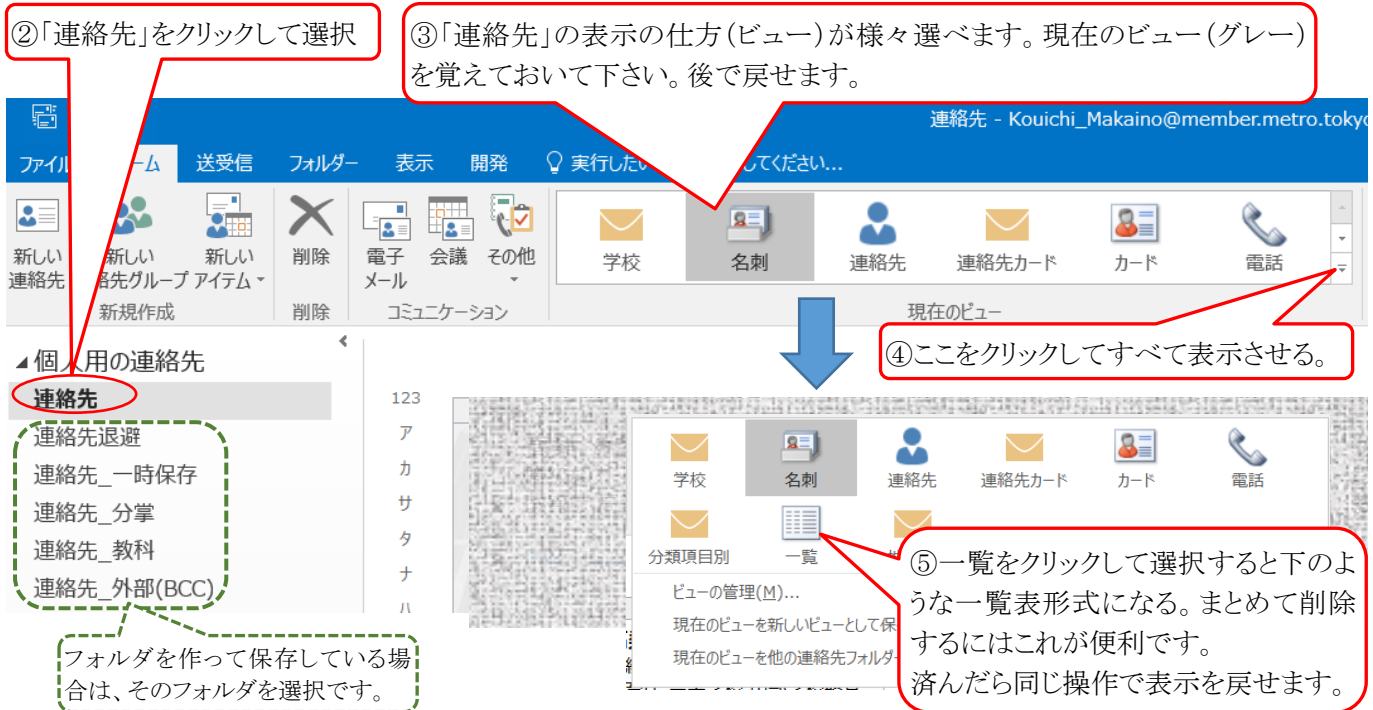 ②「連絡先」をクリックして選択
③「連絡先」の表示の仕方(ビュー)が様々選べます。現在のビュー(グレー)
を覚えておいて下さい。後で戻せます。
連絡先 - Kouichi_Makaino@member.metro.tokyo
ファイル
送受信
フォルダー
表示
開発
実行したい
してください...
新しい
連絡先
新しい
絡先グループ
新しい
アイテム
削除
電子
メール
会議
その他
学校
名刺
連絡先
連絡先カード
カード
電話
新規作成
削除
コミュニケーション
現在のビュー
④ここをクリックしてすべて表示させる。
個人用の連絡先
連絡先
連絡先退避
連絡先_一時保存
連絡先_分掌
連絡先_教科
連絡先_外部(BCC)
フォルダを作って保存している場
合は、そのフォルダを選択です。
123
ア
カ
サ
タ
ナ
ハ
学校
名刺
連絡先
連絡先カード
カード
電話
分類項目別
一覧
ビューの管理(M)...
現在のビューを新しいビューとして保
現在のビューを他の連絡先フォルダー
⑤一覧をクリックして選択すると下のよ
うな一覧表形式になる。まとめて削除
するにはこれが便利です。
済んだら同じ操作で表示を戻せます。